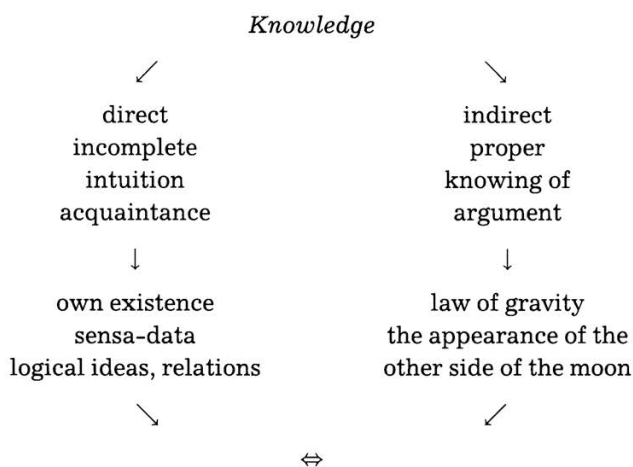 Knowledge
↙ ↘
direct indirect
incomplete proper
intuition knowing of
acquaintance argument
↓ ↓
own existence law of gravity
sensa-data the appearance of the
logical ideas, relations other side of the moon
↘ ↙
⇔